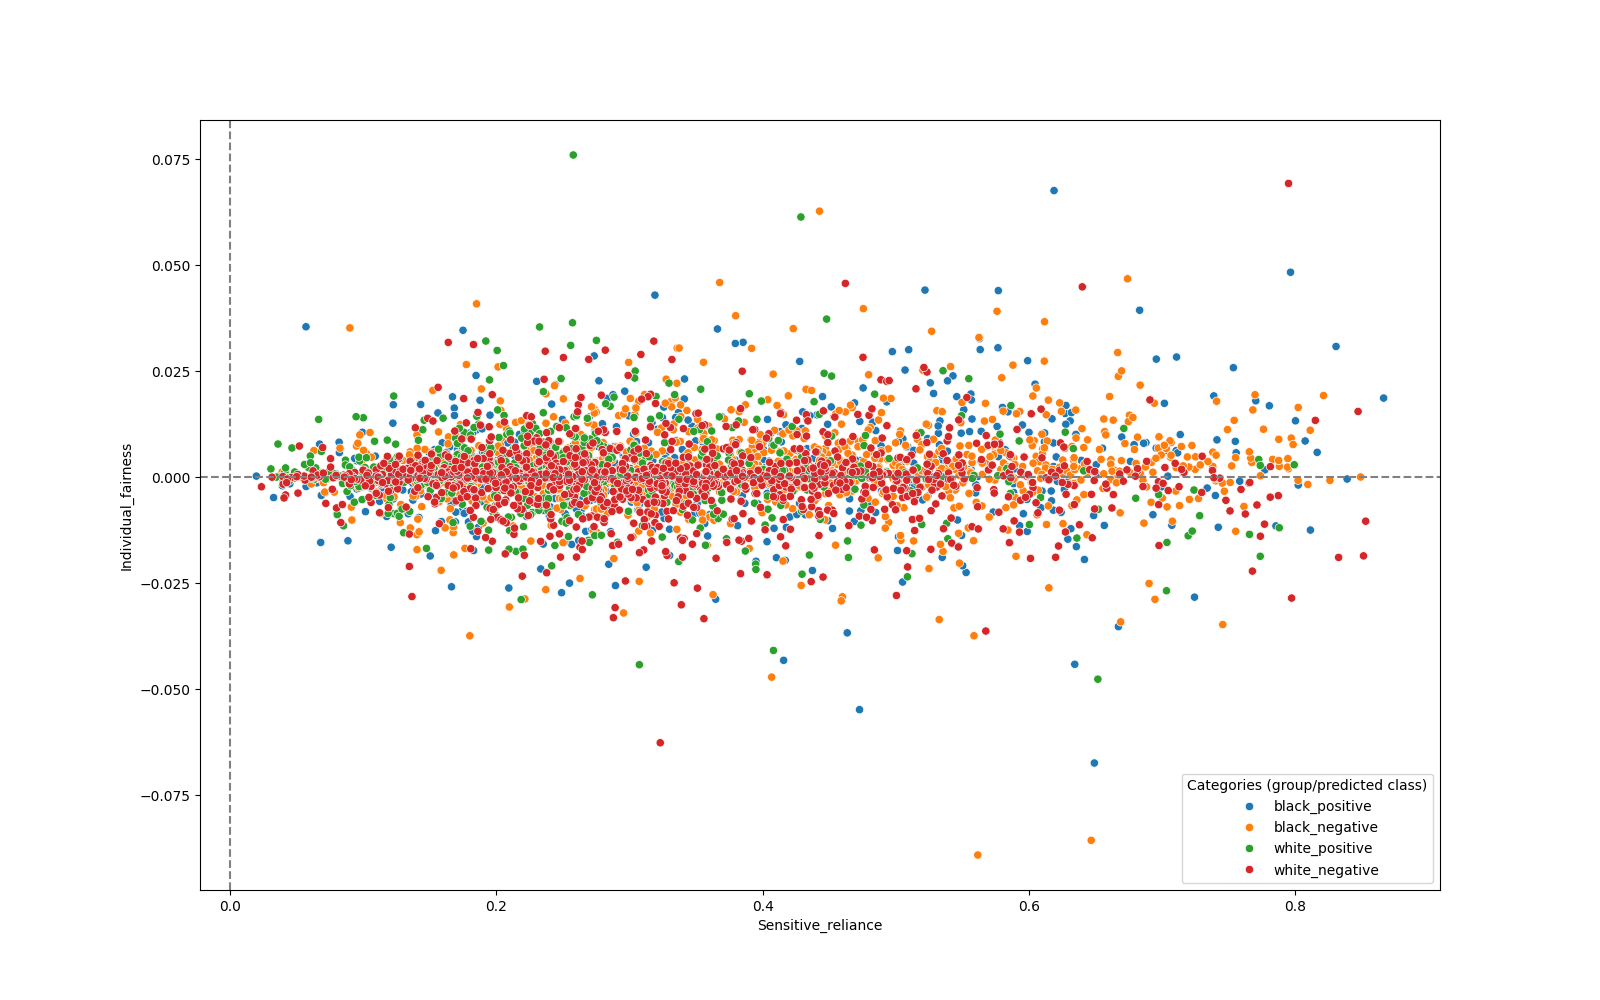 0.075
0.050
0.025
0.000
−0.025
−0.050
−0.075
Individual_fairness
0.0 0.2 0.4 0.6 0.8
Sensitive_reliance
Categories (group/predicted class)
black_positive
black_negative
white_positive
white_negative